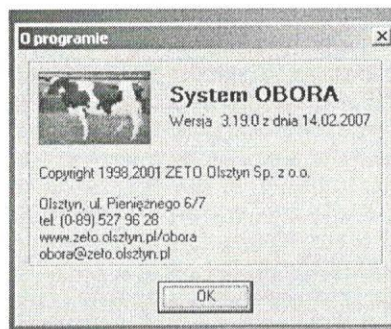 O programie
System OBORA
Wersja 3.19.0 z dnia 14.02.2007
Copyright 1998,2001 ZETO Olsztyn Sp. z o.o.
Olsztyn, ul. Pieniężnego 6/7
tel. (0-89) 527 96 28
www.zeto.olsztyn.pl/obora
obora@zeto.olsztyn.pl
OK